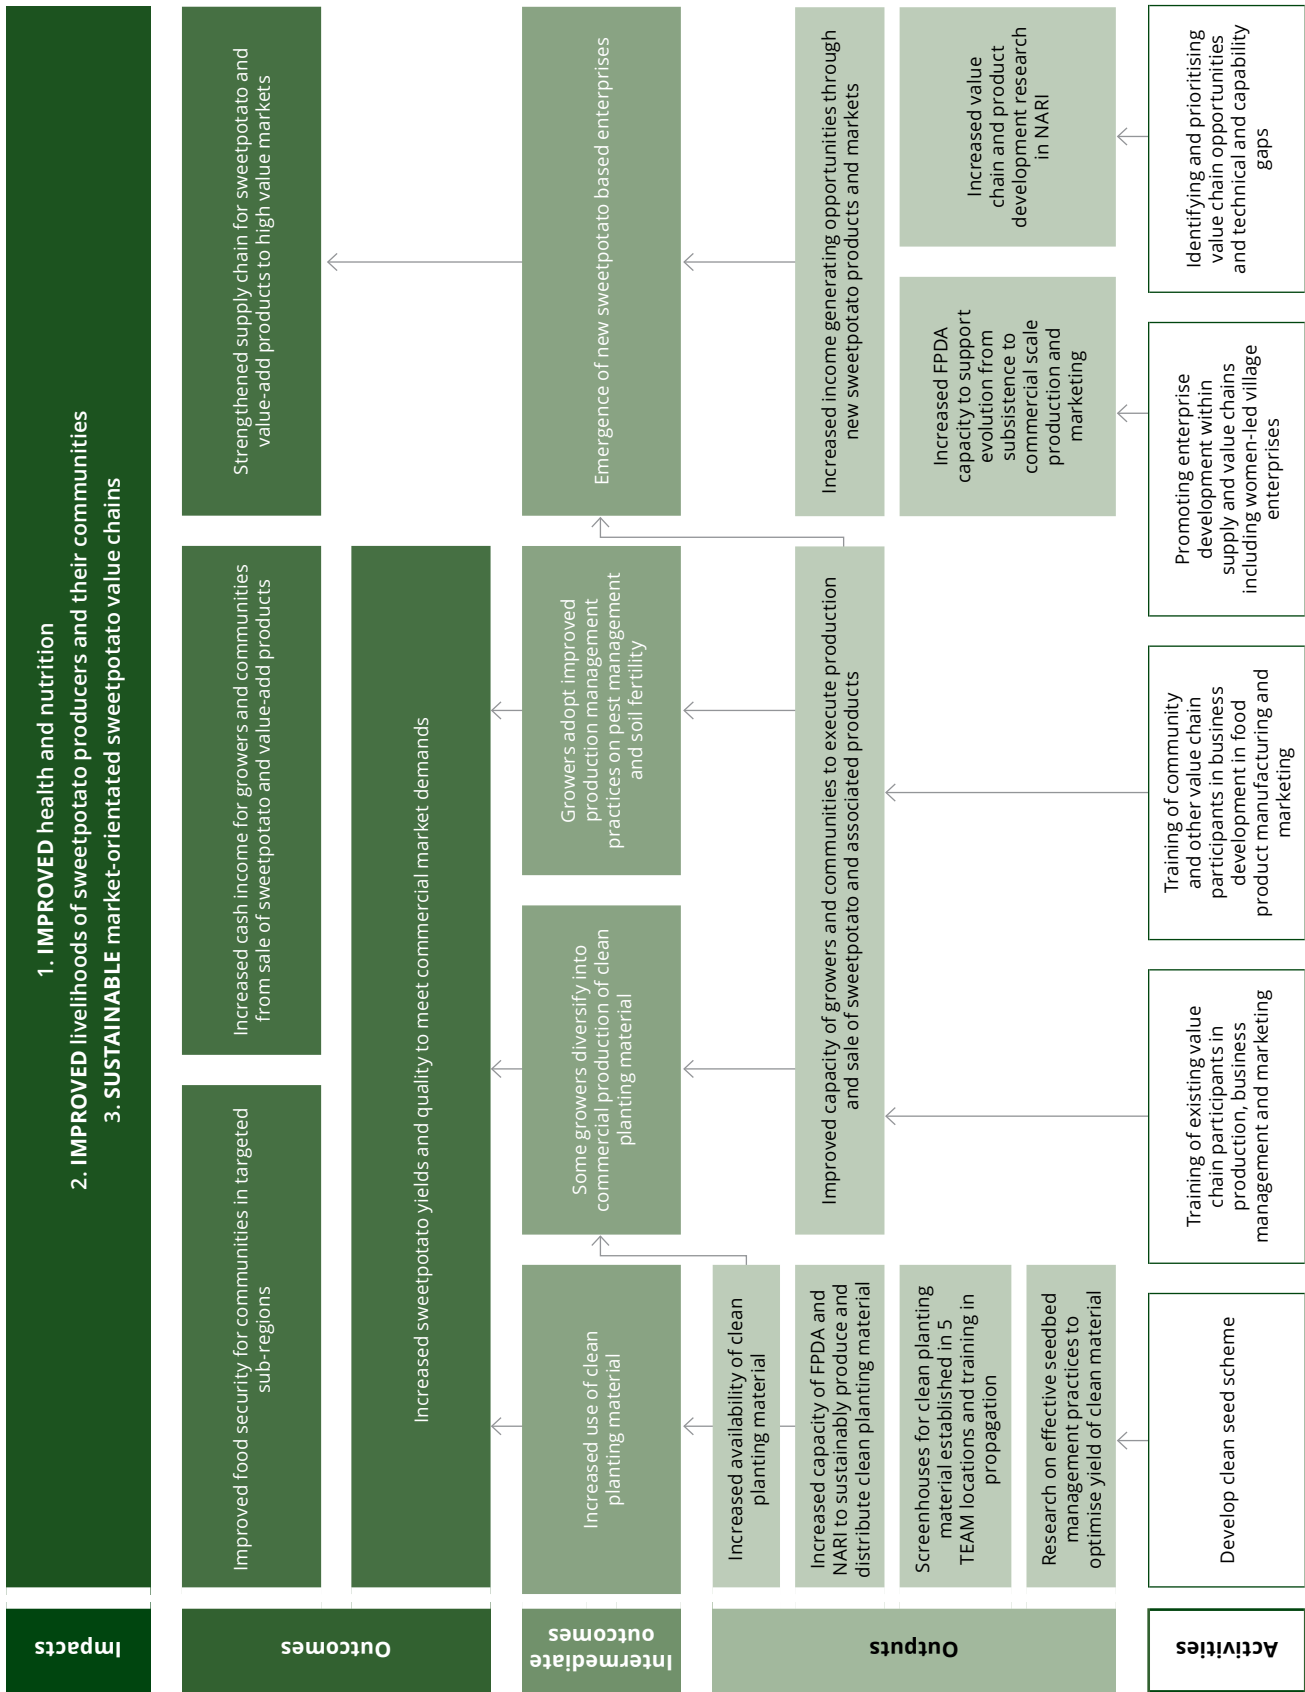 Impacts
1. IMPROVED health and nutrition
2. IMPROVED livelihoods of sweetpotato producers and their communities
3. SUSTAINABLE market-orientated sweetpotato value chains
Outcomes
Improved food security for communities in targeted
sub-regions
Increased cash income for growers and communities
from sale of sweetpotato and value-add products
Strengthened supply chain for sweetpotato and
value-add products to high value markets
Increased sweetpotato yields and quality to meet commercial market demands
Intermediate
outcomes
Increased use of clean
planting material
Some growers diversify into
commercial production of clean
planting material
Growers adopt improved
production management
practices on pest management
and soil fertility
Emergence of new sweetpotato based enterprises
Outputs
Increased availability of clean
planting material
Increased capacity of FPDA and
NARI to sustainably produce and
distribute clean planting material
Screenhouses for clean planting
material established in 5
TEAM locations and training in
propagation
Research on effective seedbed
management practices to
optimise yield of clean material
Improved capacity of growers and communities to execute production
and sale of sweetpotato and associated products
Increased income generating opportunities through
new sweetpotato products and markets
Increased FPDA
capacity to support
evolution from
subsistence to
commercial scale
production and
marketing
Increased value
chain and product
development research
in NARI
Activities
Develop clean seed scheme
Training of existing value
chain participants in
production, business
management and marketing
Training of community
and other value chain
participants in business
development in food
product manufacturing and
marketing
Promoting enterprise
development within
supply and value chains
including women-led village
enterprises
Identifying and prioritising
value chain opportunities
and technical and capability
gaps